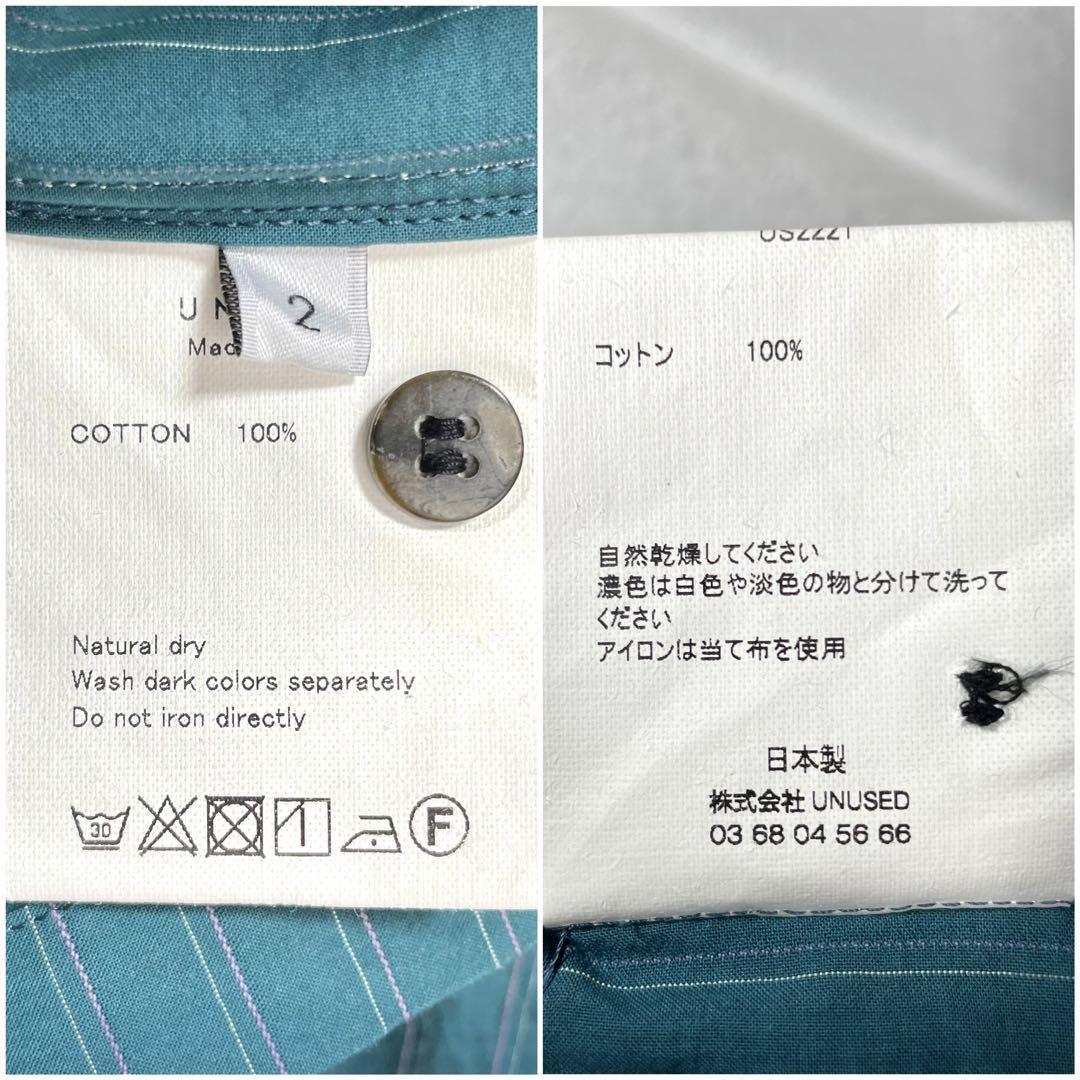 U N
2
Mad
COTTON 100%
Natural dry
Wash dark colors separately
Do not iron directly
30
F
US2221
コットン 100%
自然乾燥してください
濃色は白色や淡色の物と分けて洗って
ください
アイロンは当て布を使用
日本製
株式会社 UNUSED
03 68 04 56 66